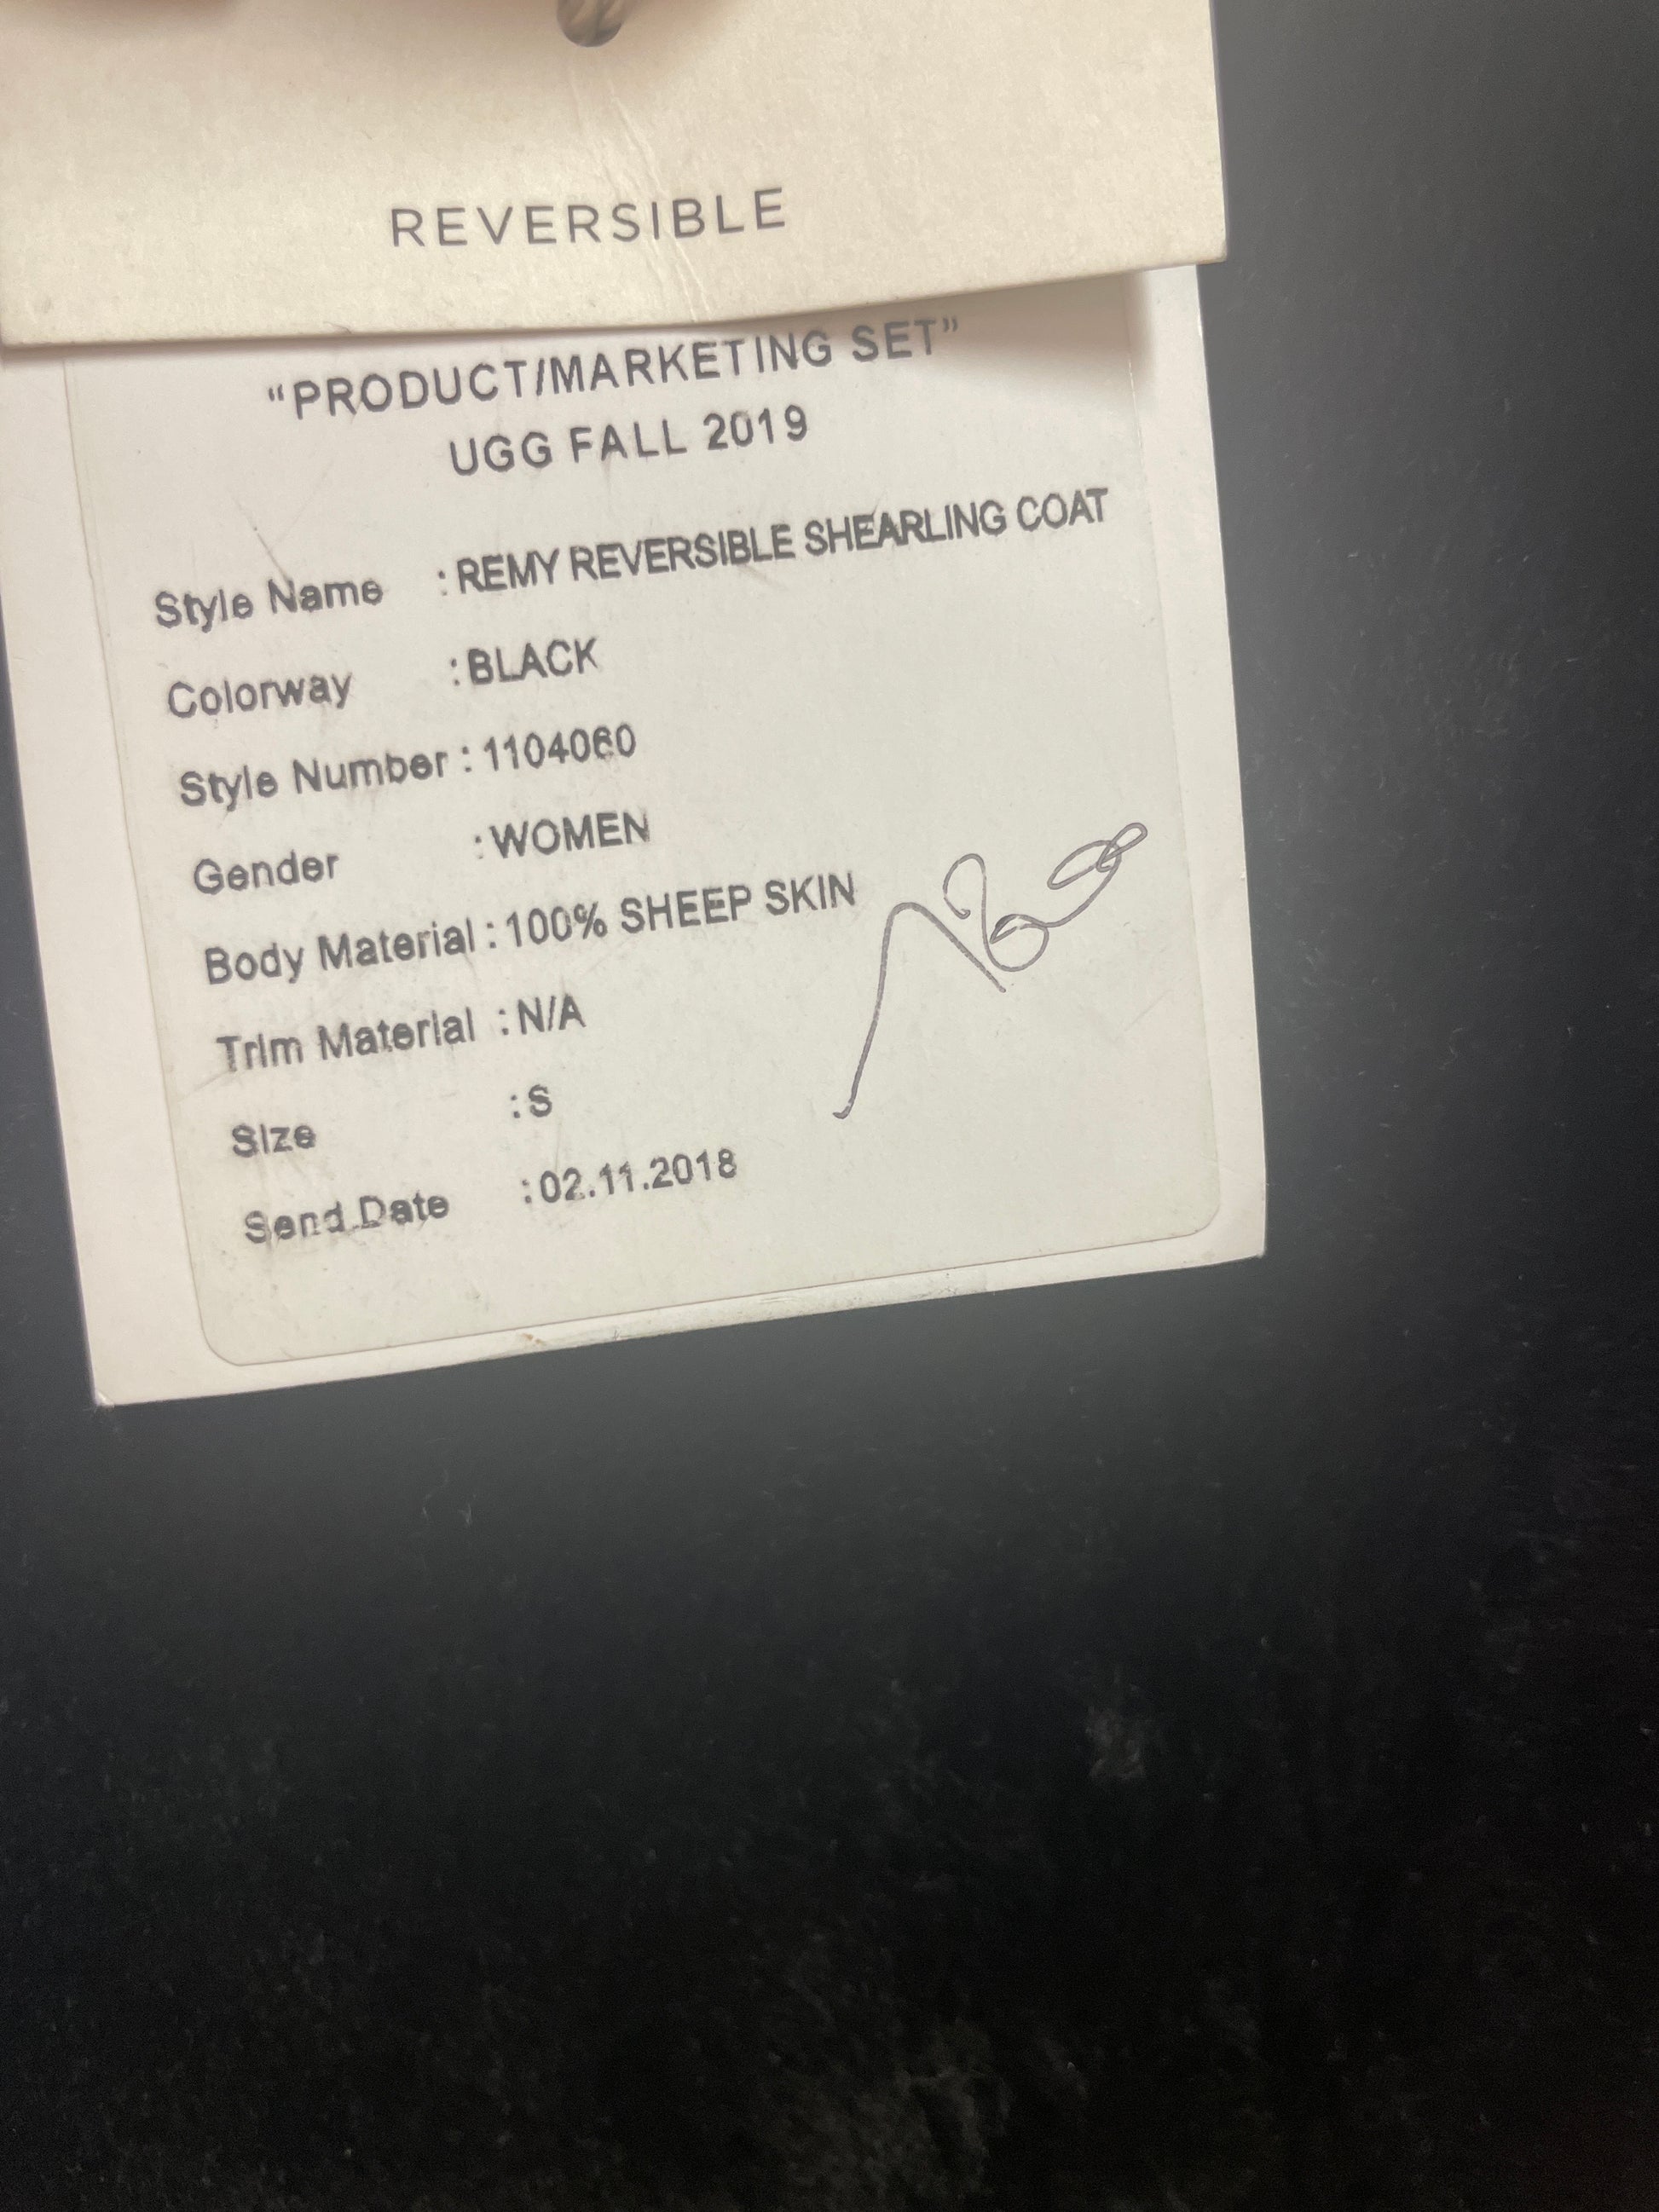 REVERSIBLE
“PRODUCT/MARKETING SET”
UGG FALL 2019
Style Name : REMY REVERSIBLE SHEARLING COAT
Colorway : BLACK
Style Number : 1104060
Gender : WOMEN
Body Material : 100% SHEEP SKIN
Trim Material : N/A
Size : S
Send Date : 02.11.2018